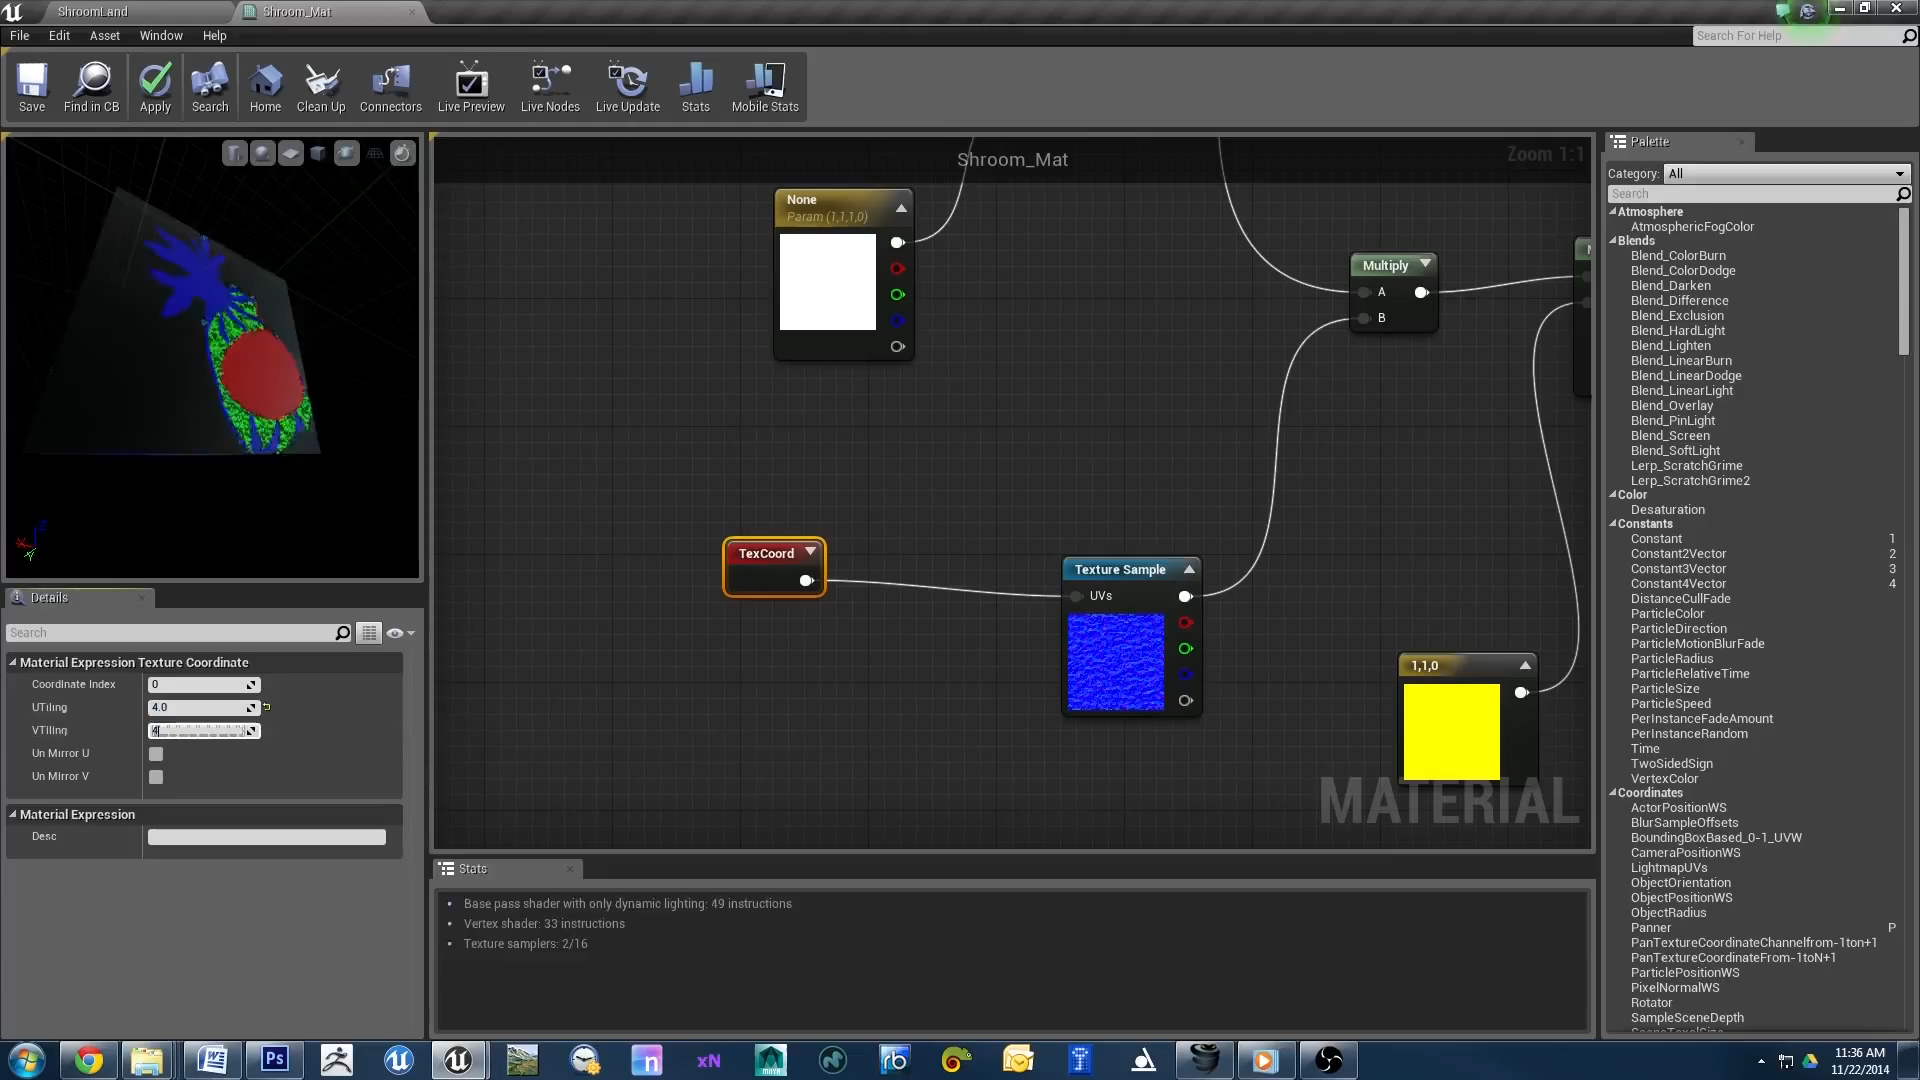 ShroomLand
Shroom_Mat
File Edit Asset Window Help
Search For Help
Save Find in CB Apply Search Home Clean Up Connectors Live Preview Live Nodes Live Update Stats Mobile Stats
Shroom_Mat
Zoom 1:1
None
Param (1,1,1,0)
Multiply
A
B
TexCoord
Texture Sample
UVs
1,1,0
MATERIAL
Details
Search
Material Expression Texture Coordinate
Coordinate Index 0
UTiling 4.0
VTiling 4
Un Mirror U
Un Mirror V
Material Expression
Desc
Stats
Base pass shader with only dynamic lighting: 49 instructions
Vertex shader: 33 instructions
Texture samplers: 2/16
Palette
Category: All
Search
Atmosphere
AtmosphericFogColor
Blends
Blend_ColorBurn
Blend_ColorDodge
Blend_Darken
Blend_Difference
Blend_Exclusion
Blend_HardLight
Blend_Lighten
Blend_LinearBurn
Blend_LinearDodge
Blend_LinearLight
Blend_Overlay
Blend_PinLight
Blend_Screen
Blend_SoftLight
Lerp_ScratchGrime
Lerp_ScratchGrime2
Color
Desaturation
Constants
Constant 1
Constant2Vector 2
Constant3Vector 3
Constant4Vector 4
DistanceCullFade
ParticleColor
ParticleDirection
ParticleMotionBlurFade
ParticleRadius
ParticleRelativeTime
ParticleSize
ParticleSpeed
PerInstanceFadeAmount
PerInstanceRandom
Time
TwoSidedSign
VertexColor
Coordinates
ActorPositionWS
BlurSampleOffsets
BoundingBoxBased_0-1_UVW
CameraPositionWS
LightmapUVs
ObjectOrientation
ObjectPositionWS
ObjectRadius
Panner P
PanTextureCoordinateChannelfrom-1ton+1
PanTextureCoordinateFrom-1toN+1
ParticlePositionWS
PixelNormalWS
Rotator
SampleSceneDepth
Ps
n
xN
rb
11:36 AM
11/22/2014